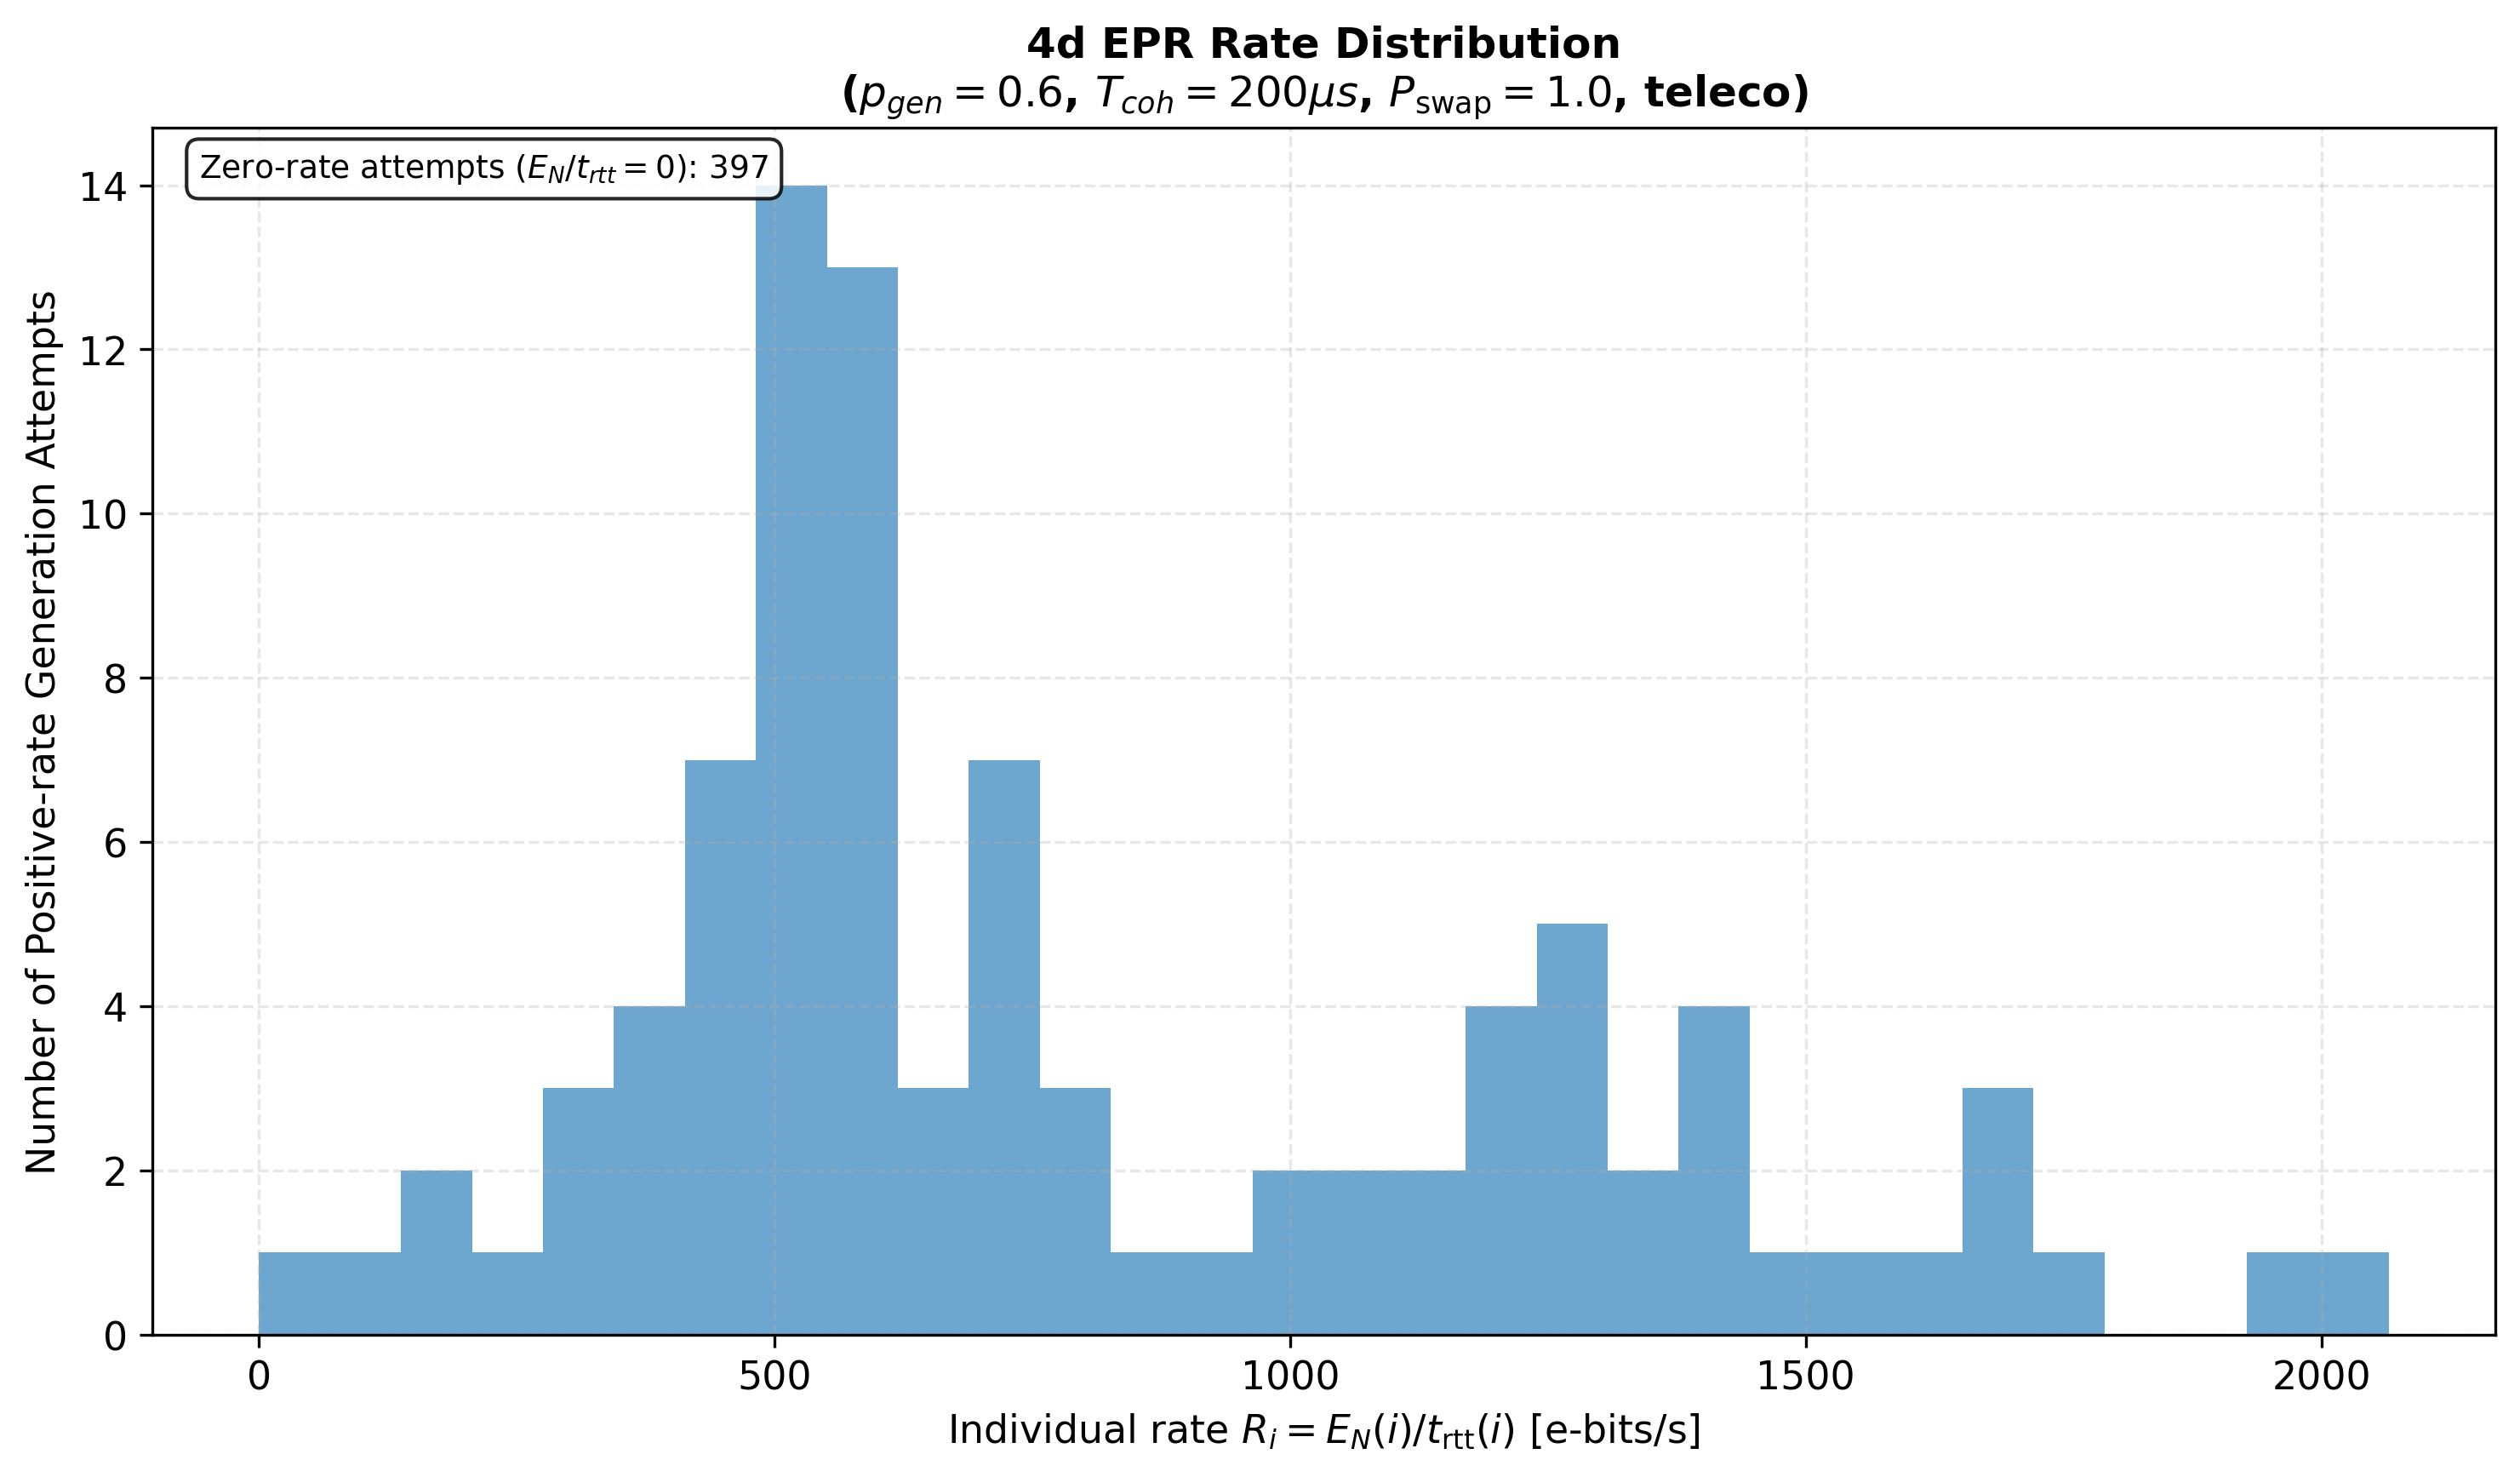 4d EPR Rate Distribution
(p_gen = 0.6, T_coh = 200μs, P_swap = 1.0, teleco)
Zero-rate attempts (E_N/t_rtt = 0): 397
Number of Positive-rate Generation Attempts
14
12
10
8
6
4
2
0
0 500 1000 1500 2000
Individual rate R_i = E_N(i)/t_rtt(i) [e-bits/s]